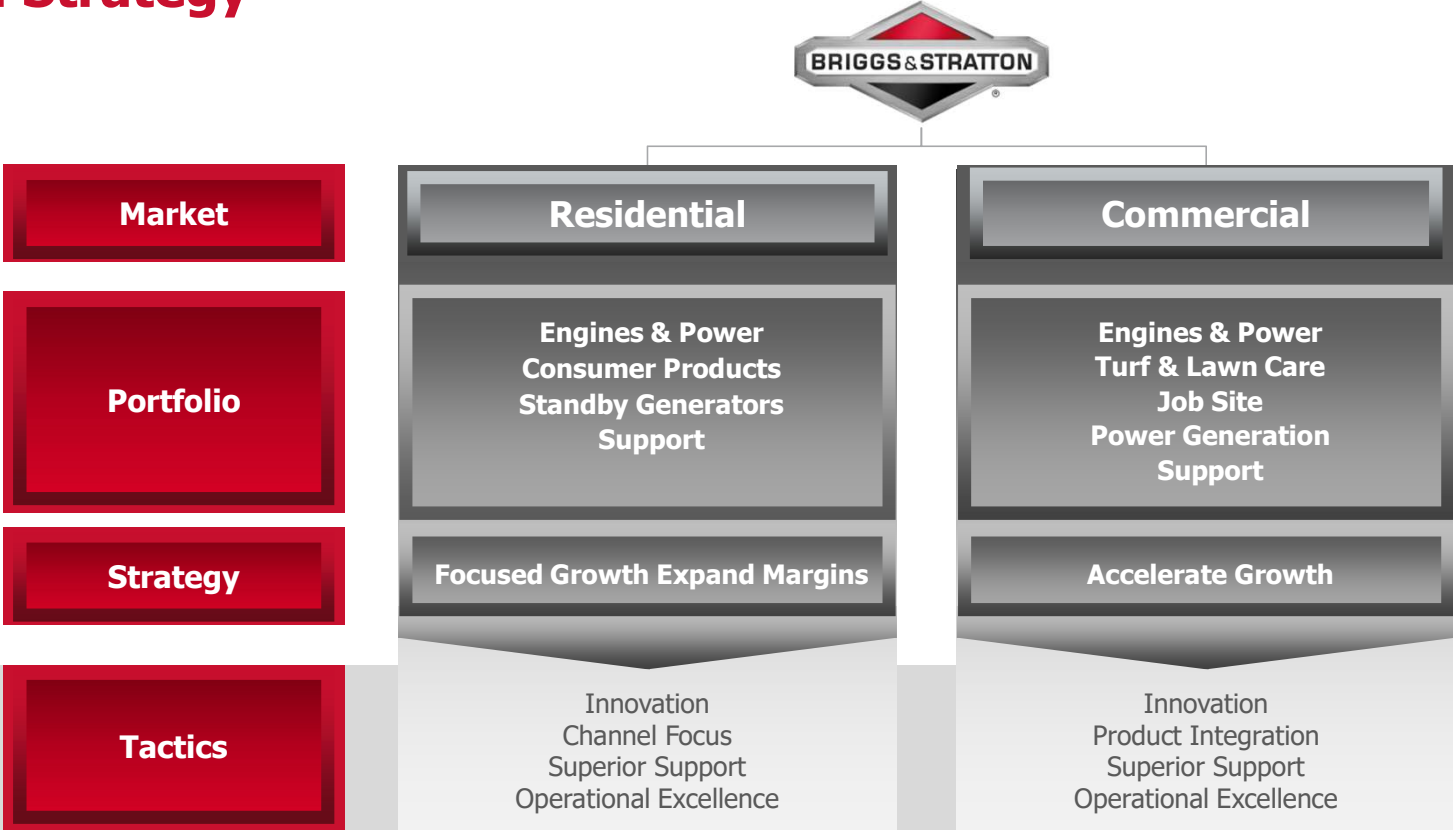 Strategy
BRIGGS&STRATTON
®
Market
Residential
Commercial
Portfolio
Engines & Power
Consumer Products
Standby Generators
Support
Engines & Power
Turf & Lawn Care
Job Site
Power Generation
Support
Strategy
Focused Growth Expand Margins
Accelerate Growth
Tactics
Innovation
Channel Focus
Superior Support
Operational Excellence
Innovation
Product Integration
Superior Support
Operational Excellence